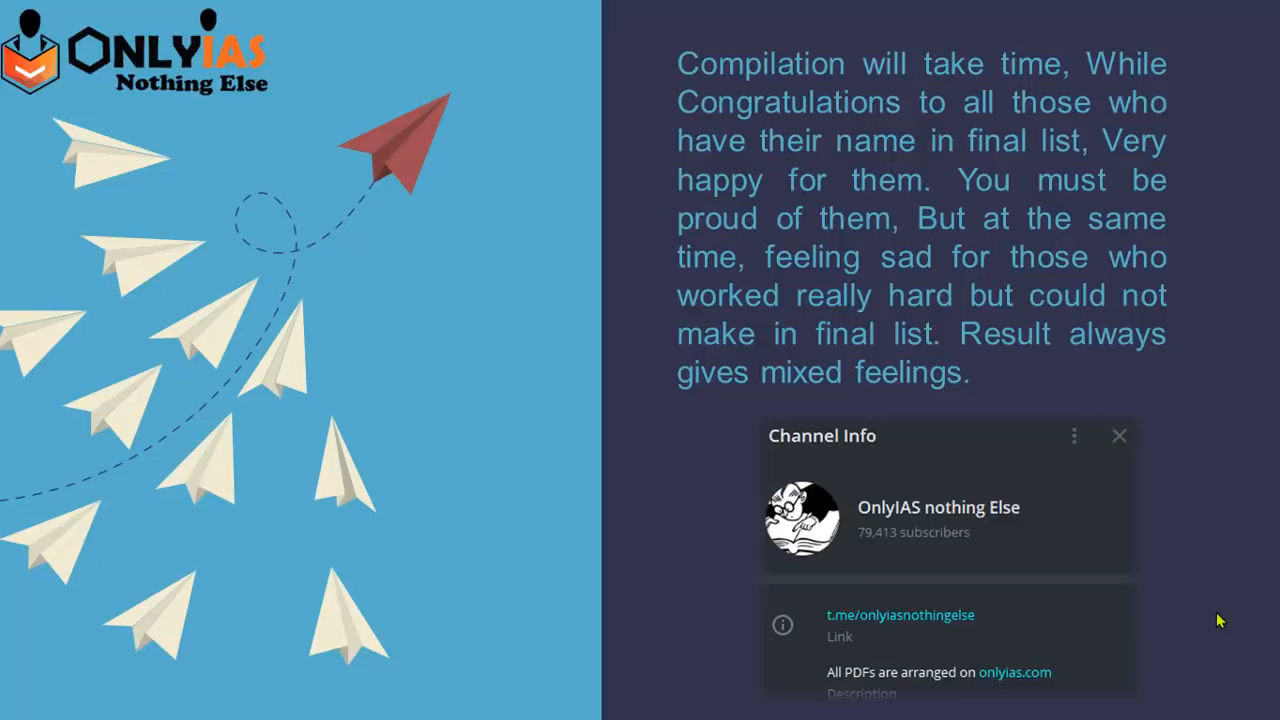 ONLYIAS
Nothing Else
Compilation will take time, While
Congratulations to all those who
have their name in final list, Very
happy for them. You must be
proud of them, But at the same
time, feeling sad for those who
worked really hard but could not
make in final list. Result always
gives mixed feelings.
Channel Info
OnlyIAS nothing Else
79,413 subscribers
t.me/onlyiasnothingelse
Link
All PDFs are arranged on onlyias.com
Description